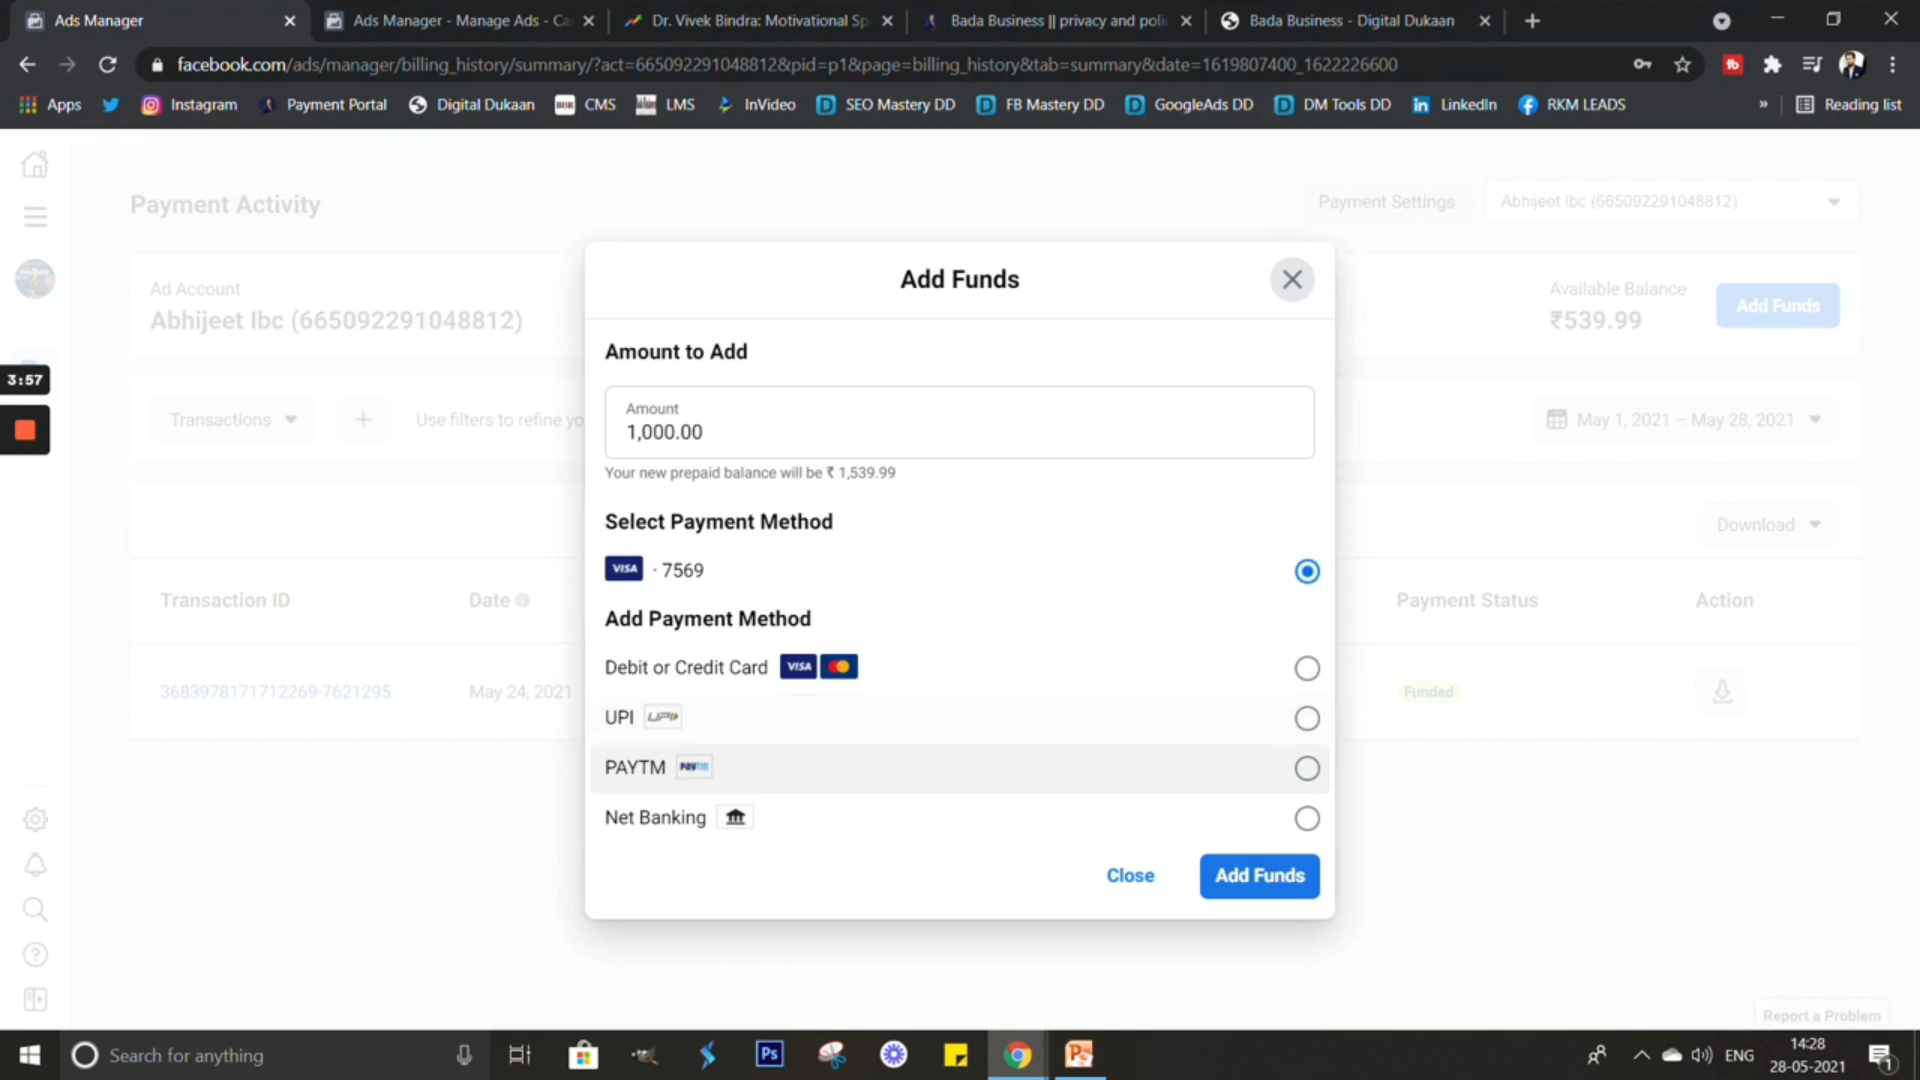 Ads Manager
Ads Manager - Manage Ads - Ca
Dr. Vivek Bindra: Motivational Sp
Bada Business || privacy and poli
Bada Business - Digital Dukaan
facebook.com/ads/manager/billing_history/summary/?act=665092291048812&pid=p1&page=billing_history&tab=summary&date=1619807400_1622226600
Apps
Instagram
Payment Portal
Digital Dukaan
CMS
LMS
InVideo
SEO Mastery DD
FB Mastery DD
GoogleAds DD
DM Tools DD
LinkedIn
RKM LEADS
»
Reading list
Payment Activity
Payment Settings
Abhijeet Ibc (665092291048812)
Ad Account
Abhijeet Ibc (665092291048812)
Available Balance
₹539.99
Add Funds
3:57
Transactions
Use filters to refine yo
May 1, 2021 – May 28, 2021
Download
Transaction ID
Date
Payment Status
Action
3683978171712269-7621295
May 24, 2021
Funded
Add Funds
Amount to Add
Amount
1,000.00
Your new prepaid balance will be ₹ 1,539.99
Select Payment Method
VISA · 7569
Add Payment Method
Debit or Credit Card VISA
UPI UPI
PAYTM Paytm
Net Banking
Close
Add Funds
Report a Problem
Search for anything
Ps
ENG
14:28
28-05-2021
1